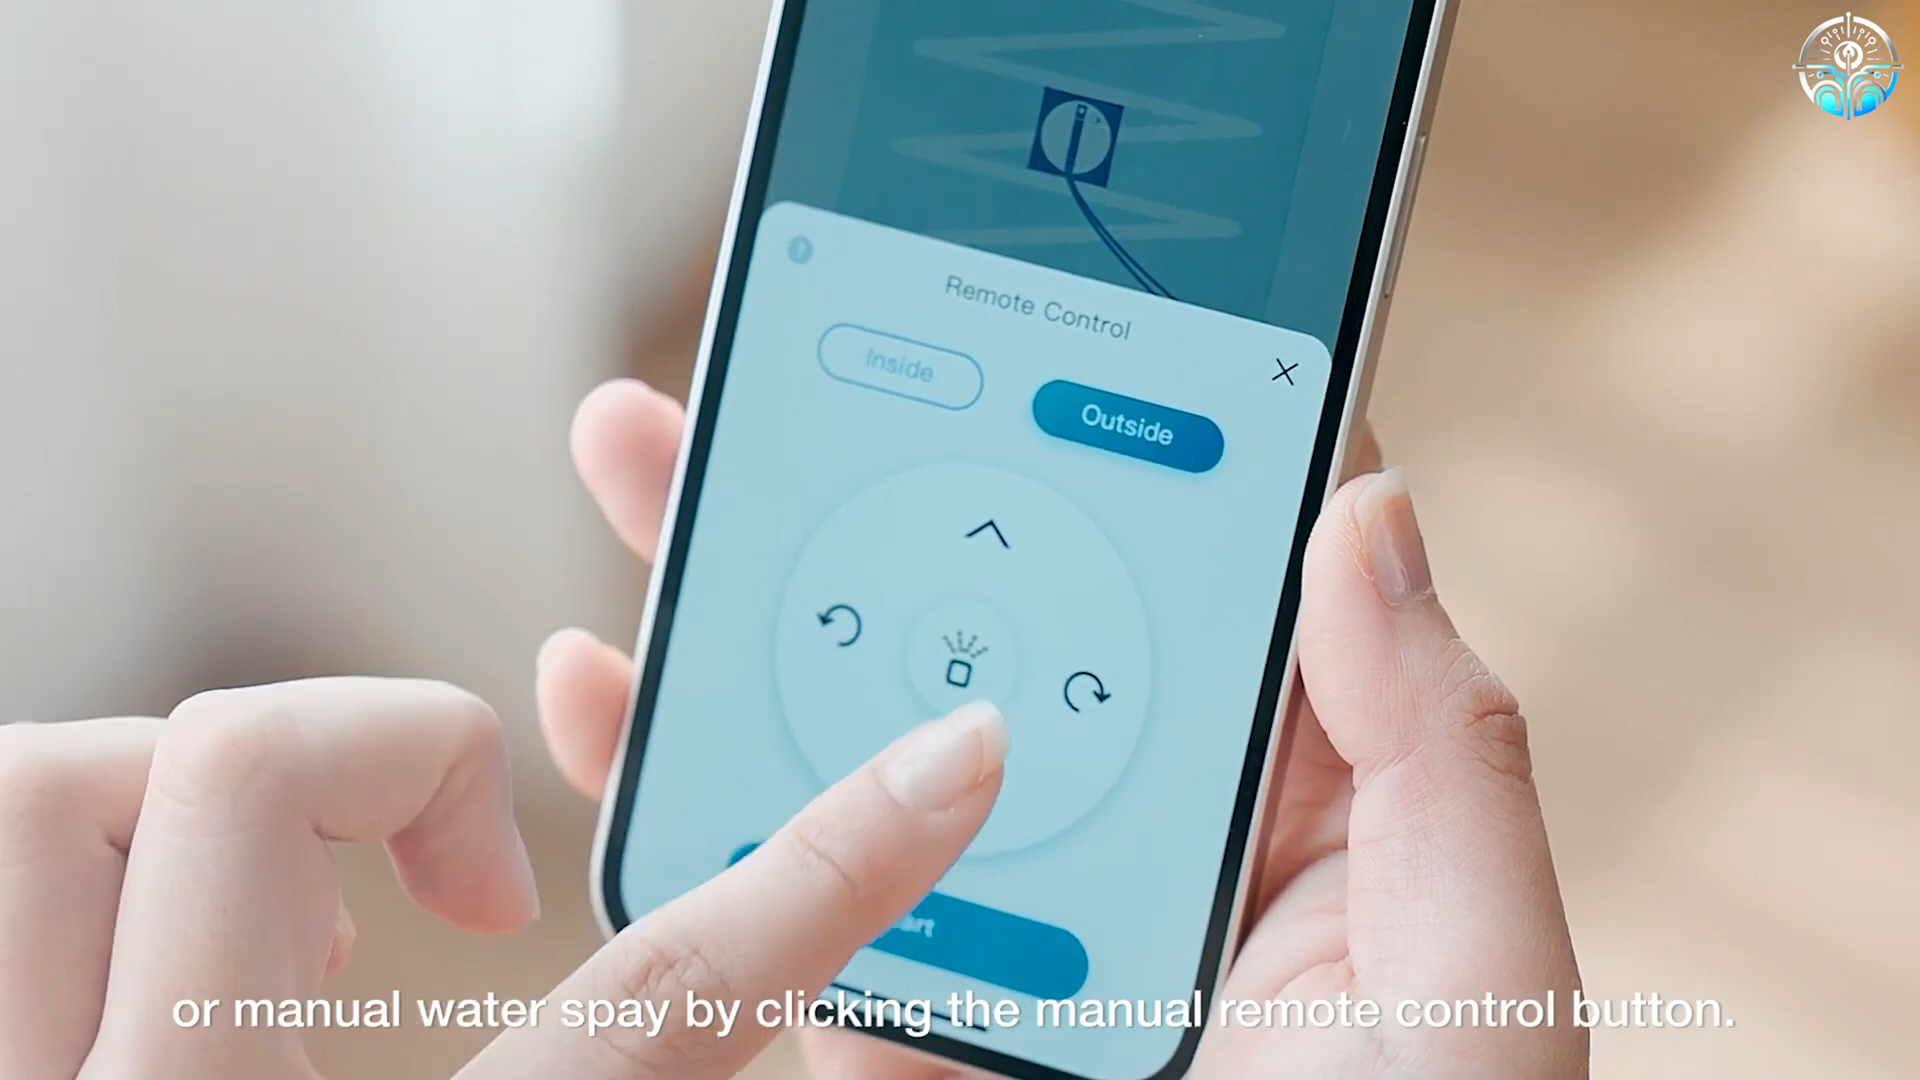 Remote Control
Inside
Outside
or manual water spay by clicking the manual remote control button.